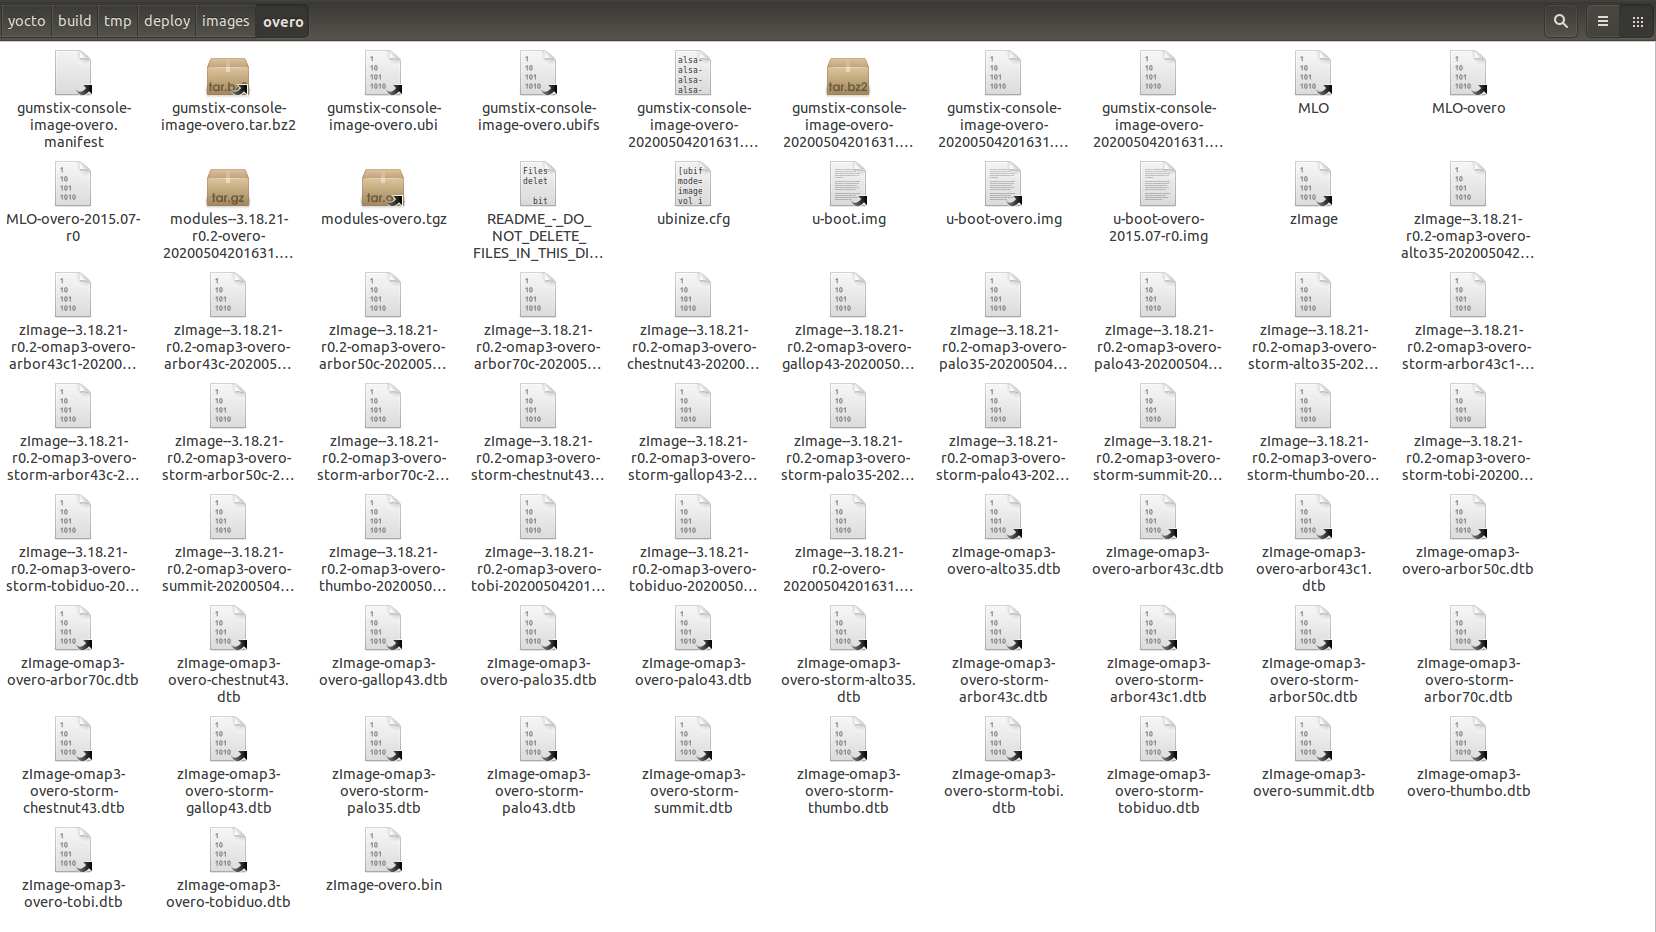 yocto build tmp deploy images overo
gumstix-console-
image-overo.
manifest
gumstix-console-
image-overo.tar.bz2
gumstix-console-
image-overo.ubi
gumstix-console-
image-overo.ubifs
alsa-
alsa-
alsa-
alsa-
gumstix-console-
image-overo-
20200504201631....
tar.bz2
gumstix-console-
image-overo-
20200504201631....
gumstix-console-
image-overo-
20200504201631....
gumstix-console-
image-overo-
20200504201631....
MLO
MLO-overo
MLO-overo-2015.07-
r0
tar.gz
modules--3.18.21-
r0.2-overo-
20200504201631....
modules-overo.tgz
Files
delet
bit
README_-_DO_
NOT_DELETE_
FILES_IN_THIS_DI...
[ubif
mode=
image
vol_i
ubinize.cfg
u-boot.img
u-boot-overo.img
u-boot-overo-
2015.07-r0.img
zImage
zImage--3.18.21-
r0.2-omap3-overo-
alto35-202005042...
zImage--3.18.21-
r0.2-omap3-overo-
arbor43c1-20200...
zImage--3.18.21-
r0.2-omap3-overo-
arbor43c-202005...
zImage--3.18.21-
r0.2-omap3-overo-
arbor50c-202005...
zImage--3.18.21-
r0.2-omap3-overo-
arbor70c-202005...
zImage--3.18.21-
r0.2-omap3-overo-
chestnut43-20200...
zImage--3.18.21-
r0.2-omap3-overo-
gallop43-2020050...
zImage--3.18.21-
r0.2-omap3-overo-
palo35-20200504...
zImage--3.18.21-
r0.2-omap3-overo-
palo43-20200504...
zImage--3.18.21-
r0.2-omap3-overo-
storm-alto35-202...
zImage--3.18.21-
r0.2-omap3-overo-
storm-arbor43c1-...
zImage--3.18.21-
r0.2-omap3-overo-
storm-arbor43c-2...
zImage--3.18.21-
r0.2-omap3-overo-
storm-arbor50c-2...
zImage--3.18.21-
r0.2-omap3-overo-
storm-arbor70c-2...
zImage--3.18.21-
r0.2-omap3-overo-
storm-chestnut43...
zImage--3.18.21-
r0.2-omap3-overo-
storm-gallop43-2...
zImage--3.18.21-
r0.2-omap3-overo-
storm-palo35-202...
zImage--3.18.21-
r0.2-omap3-overo-
storm-palo43-202...
zImage--3.18.21-
r0.2-omap3-overo-
storm-summit-20...
zImage--3.18.21-
r0.2-omap3-overo-
storm-thumbo-20...
zImage--3.18.21-
r0.2-omap3-overo-
storm-tobi-20200...
zImage--3.18.21-
r0.2-omap3-overo-
storm-tobiduo-20...
zImage--3.18.21-
r0.2-omap3-overo-
summit-20200504...
zImage--3.18.21-
r0.2-omap3-overo-
thumbo-2020050...
zImage--3.18.21-
r0.2-omap3-overo-
tobi-20200504201...
zImage--3.18.21-
r0.2-omap3-overo-
tobiduo-2020050...
zImage--3.18.21-
r0.2-overo-
20200504201631....
zImage-omap3-
overo-alto35.dtb
zImage-omap3-
overo-arbor43c.dtb
zImage-omap3-
overo-arbor43c1.
dtb
zImage-omap3-
overo-arbor50c.dtb
zImage-omap3-
overo-arbor70c.dtb
zImage-omap3-
overo-chestnut43.
dtb
zImage-omap3-
overo-gallop43.dtb
zImage-omap3-
overo-palo35.dtb
zImage-omap3-
overo-palo43.dtb
zImage-omap3-
overo-storm-alto35.
dtb
zImage-omap3-
overo-storm-
arbor43c.dtb
zImage-omap3-
overo-storm-
arbor43c1.dtb
zImage-omap3-
overo-storm-
arbor50c.dtb
zImage-omap3-
overo-storm-
arbor70c.dtb
zImage-omap3-
overo-storm-
chestnut43.dtb
zImage-omap3-
overo-storm-
gallop43.dtb
zImage-omap3-
overo-storm-
palo35.dtb
zImage-omap3-
overo-storm-
palo43.dtb
zImage-omap3-
overo-storm-
summit.dtb
zImage-omap3-
overo-storm-
thumbo.dtb
zImage-omap3-
overo-storm-tobi.
dtb
zImage-omap3-
overo-storm-
tobiduo.dtb
zImage-omap3-
overo-summit.dtb
zImage-omap3-
overo-thumbo.dtb
zImage-omap3-
overo-tobi.dtb
zImage-omap3-
overo-tobiduo.dtb
zImage-overo.bin